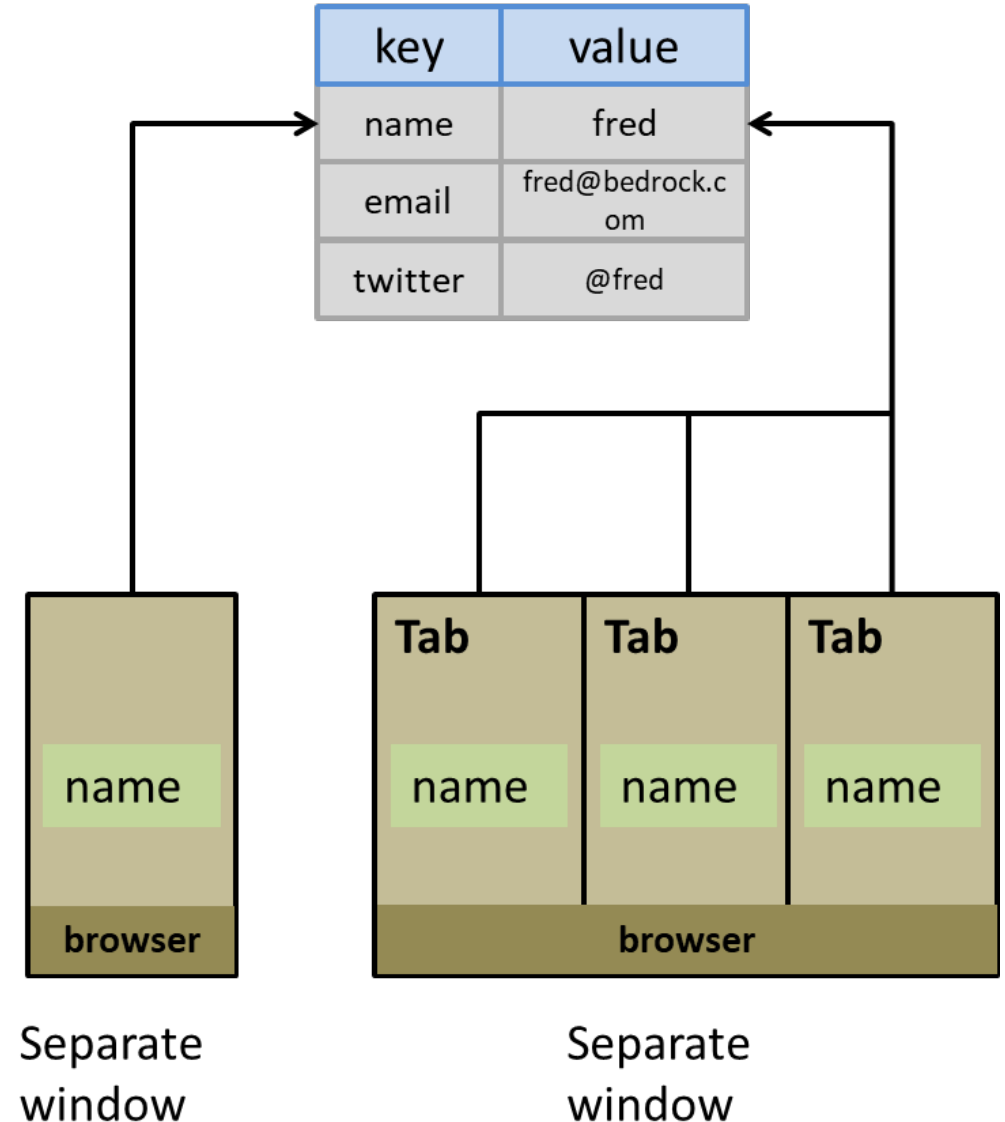 key value
name fred
email fred@bedrock.c
om
twitter @fred
Tab Tab Tab
name name name name
browser browser
Separate
window
Separate
window